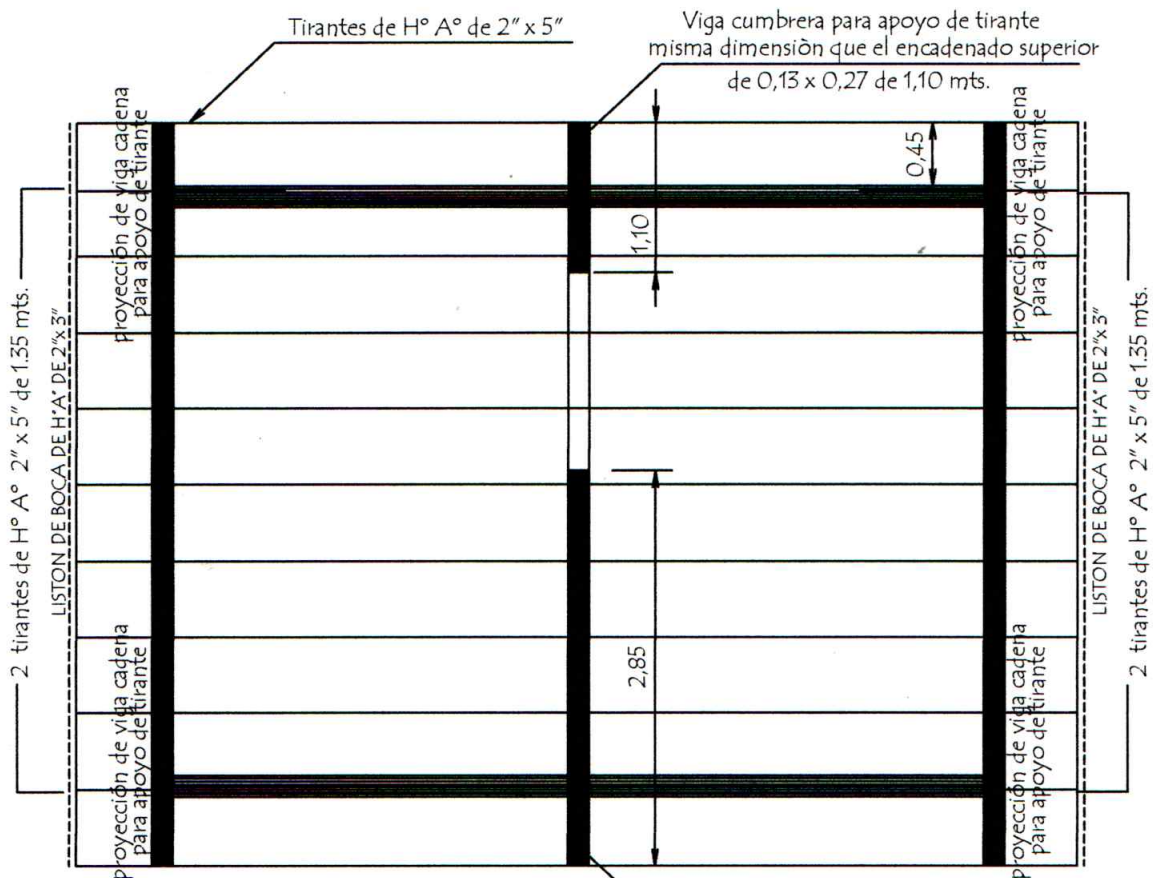 Tirantes de H° A° de 2" x 5"
Viga cumbrera para apoyo de tirante
misma dimensiòn que el encadenado superior
de 0,13 x 0,27 de 1,10 mts.
proyección de viga cadena
para apoyo de tirante
0,45
proyección de viga cadena
para apoyo de tirante
1,10
2 tirantes de H° A° 2" x 5" de 1.35 mts.
LISTON DE BOCA DE H°A° DE 2"x 3"
LISTON DE BOCA DE H°A° DE 2"x 3"
2 tirantes de H° A° 2" x 5" de 1.35 mts.
2,85
proyección de viga cadena
para apoyo de tirante
proyección de viga cadena
para apoyo de tirante